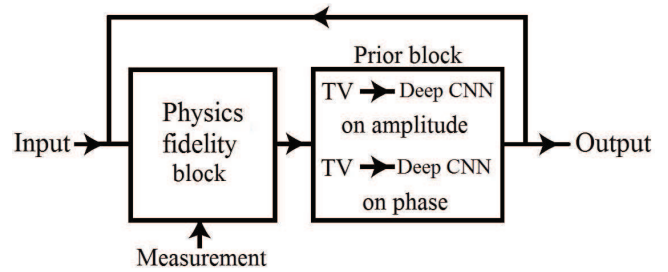 Input
Physics
fidelity
block
Measurement
Prior block
TV Deep CNN
on amplitude
TV Deep CNN
on phase
Output